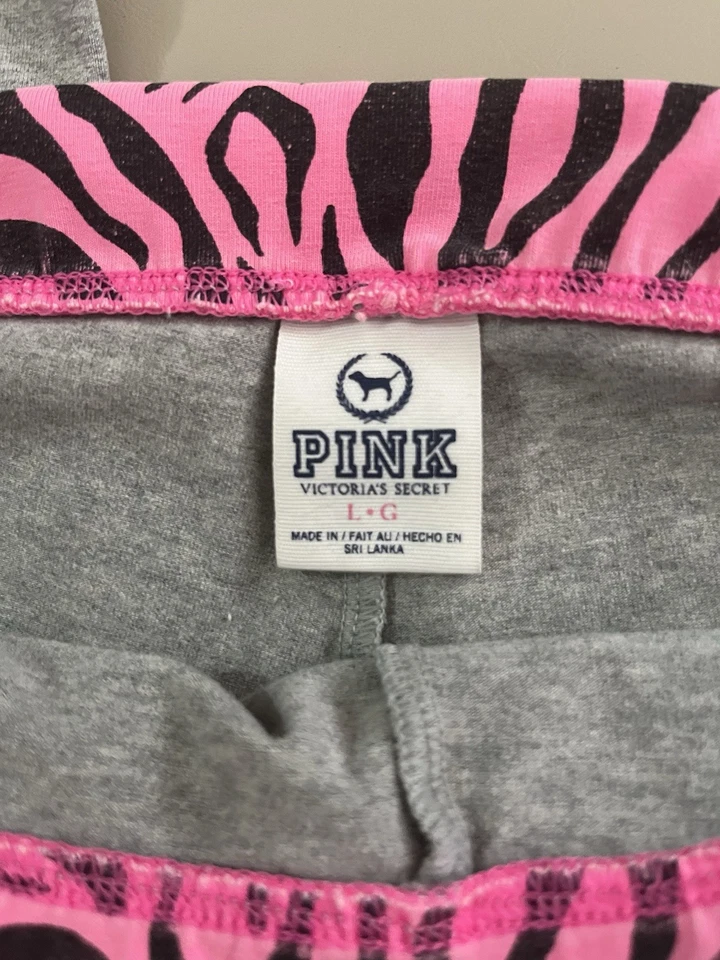 PINK
VICTORIA'S SECRET
L•G
MADE IN / FAIT AU / HECHO EN
SRI LANKA